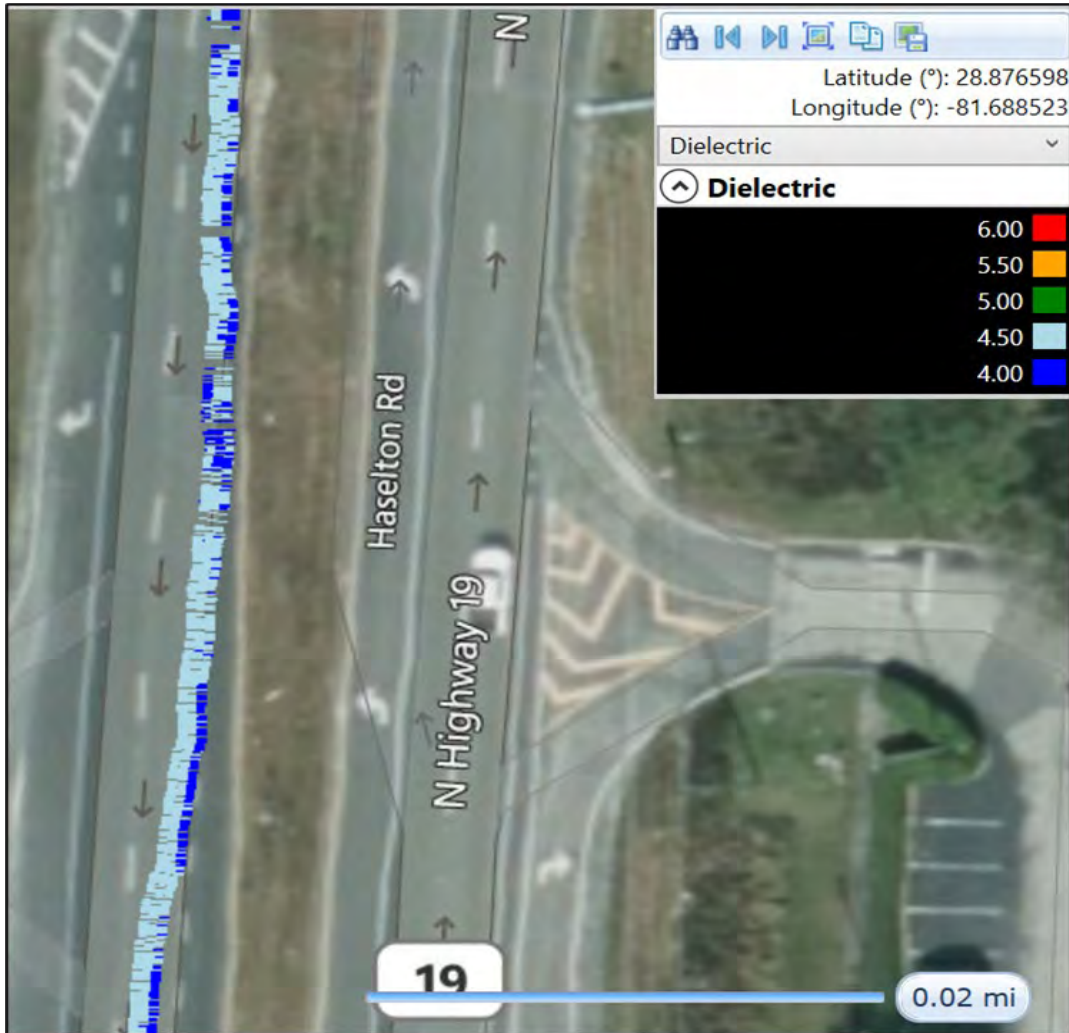 N
Latitude (°): 28.876598
Longitude (°): -81.688523
Dielectric
Dielectric
6.00
5.50
5.00
4.50
4.00
Haselton Rd
N Highway 19
19
0.02 mi